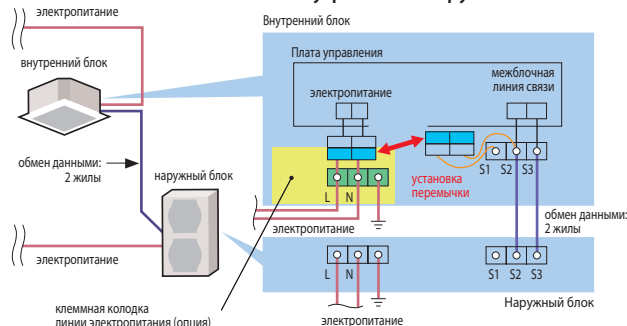 электропитание
Внутренний блок
Плата управления
внутренний блок
межблочная
линия связи
электропитание
обмен данными:
2 жилы
наружный блок
установка
перемычки
S1 S2 S3
L N
обмен данными:
2 жилы
электропитание
электропитание
L N
S1 S2 S3
Наружный блок
клеммная колодка
линии электропитания (опция)
электропитание